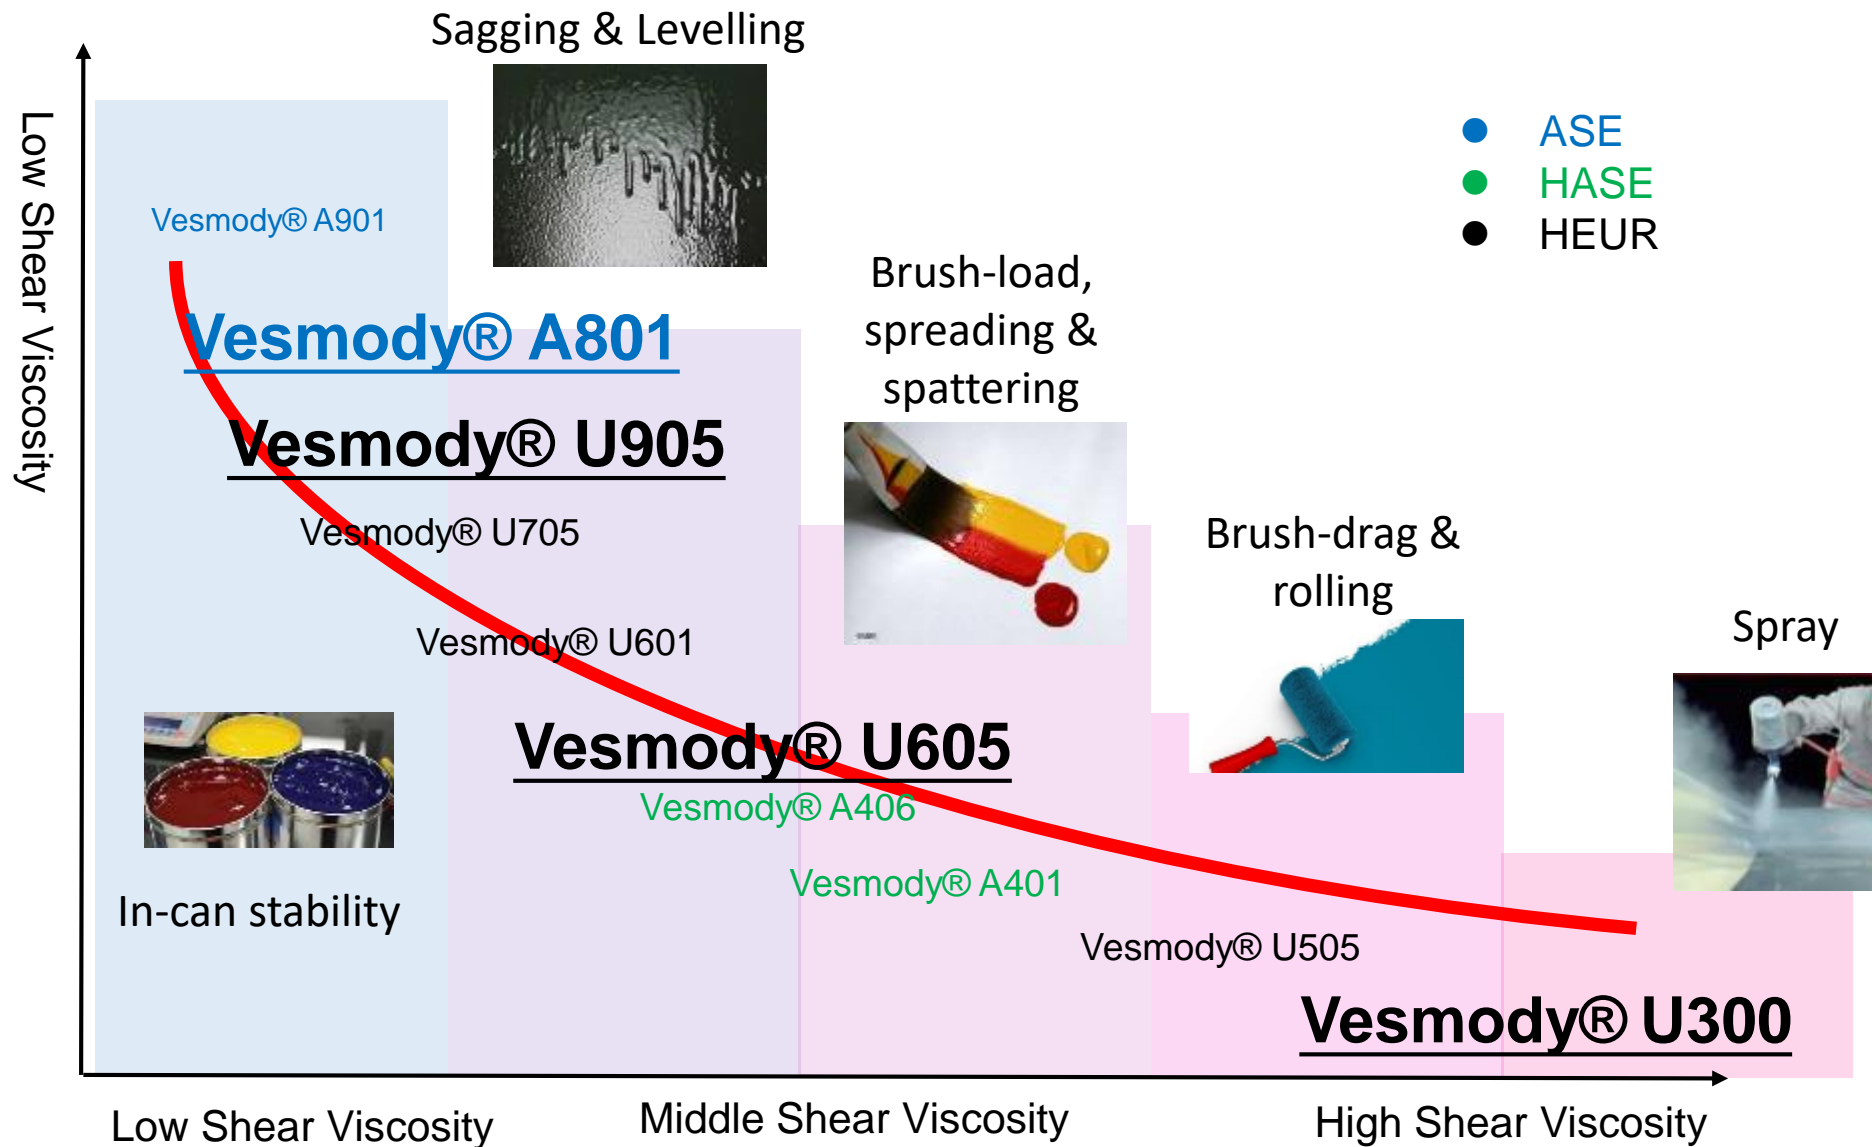 Sagging & Levelling
Low Shear Viscosity
ASE
HASE
HEUR
Vesmody® A901
Brush-load,
spreading &
spattering
Vesmody® A801
Vesmody® U905
Vesmody® U705
Brush-drag &
rolling
Spray
Vesmody® U601
Vesmody® U605
Vesmody® A406
Vesmody® A401
In-can stability
Vesmody® U505
Vesmody® U300
Low Shear Viscosity
Middle Shear Viscosity
High Shear Viscosity